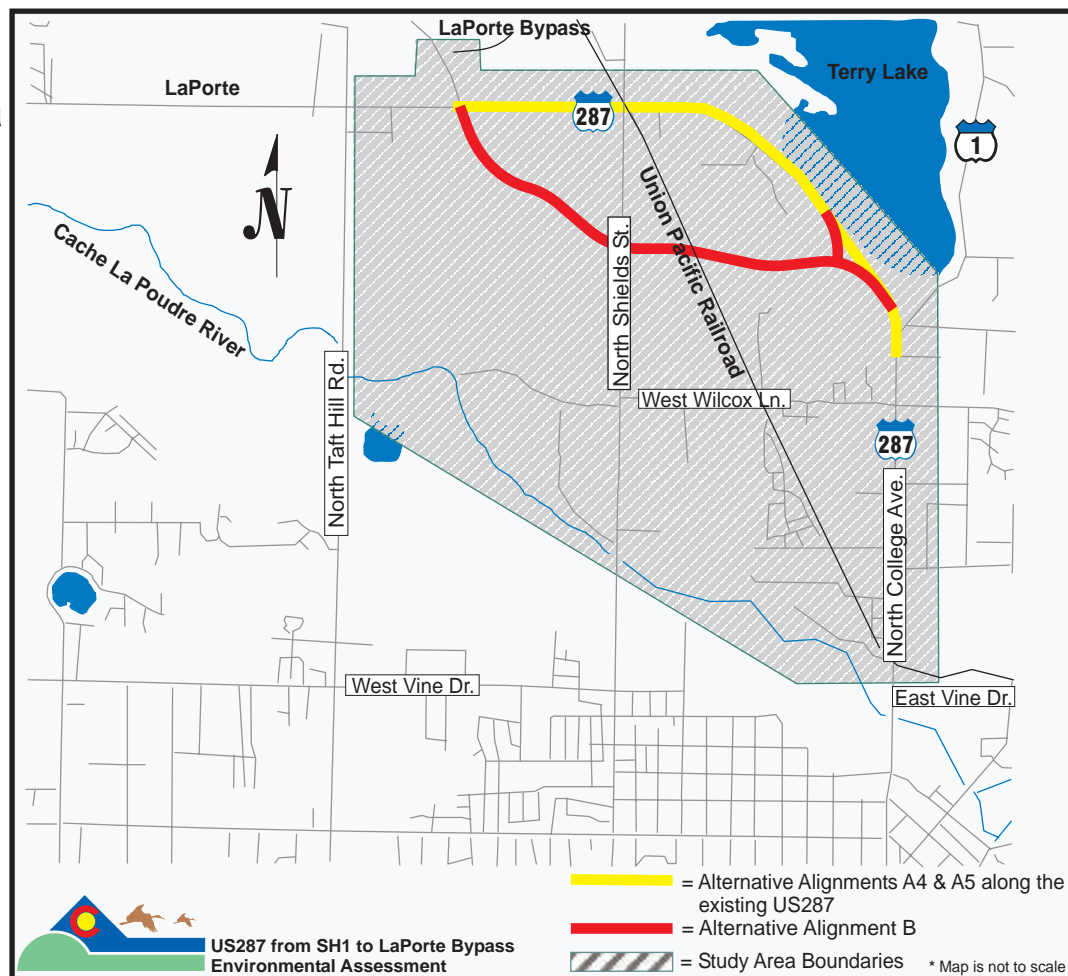 LaPorte Bypass
LaPorte
287
Terry Lake
1
N
Union Pacific Railroad
Cache La Poudre River
North Shields St.
North Taft Hill Rd.
West Wilcox Ln.
287
North College Ave.
West Vine Dr.
East Vine Dr.
= Alternative Alignments A4 & A5 along the
existing US287
= Alternative Alignment B
= Study Area Boundaries
* Map is not to scale
C
US287 from SH1 to LaPorte Bypass
Environmental Assessment